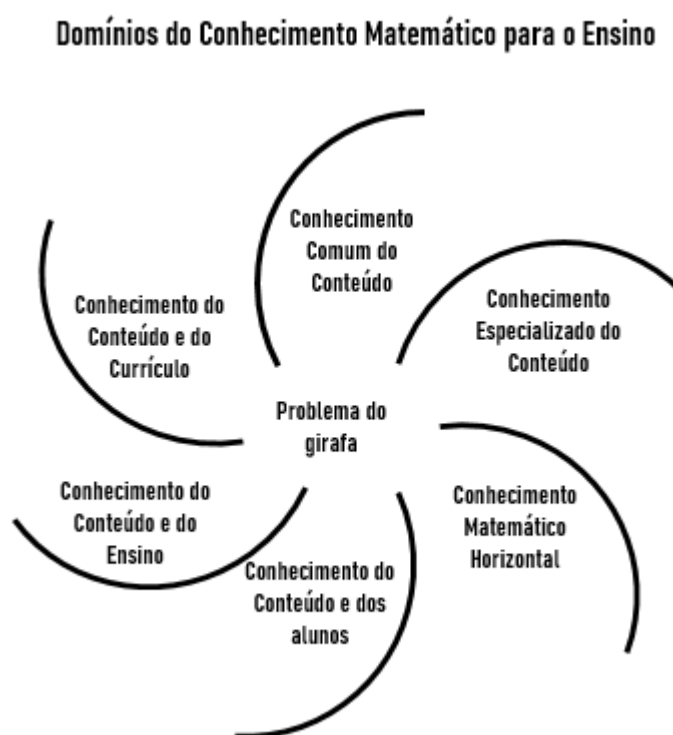 Domínios do Conhecimento Matemático para o Ensino
Conhecimento
Comum do
Conteúdo
Conhecimento
Especializado do
Conteúdo
Conhecimento do
Conteúdo e do
Currículo
Problema do
girafa
Conhecimento do
Conteúdo e do
Ensino
Conhecimento
Matemático
Horizontal
Conhecimento do
Conteúdo e dos
alunos